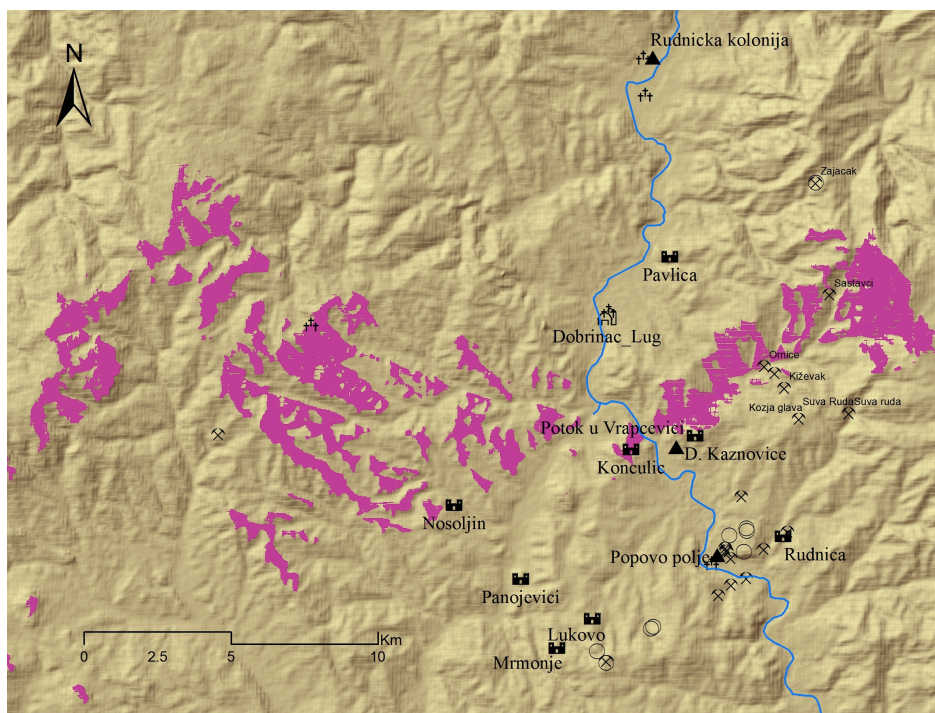 Rudnicka kolonija
N
Zajacak
Pavlica
Sastavci
Dobrinac_Lug
Ornice
Kiževak
Kozja glava
Suva Ruda
Suva ruda
Potok u Vrapcevici
D. Kaznovice
Konculic
Nosoljin
Rudnica
Popovo polje
Panojevici
Lukovo
Km
0
2.5
5
10
Mrmonje